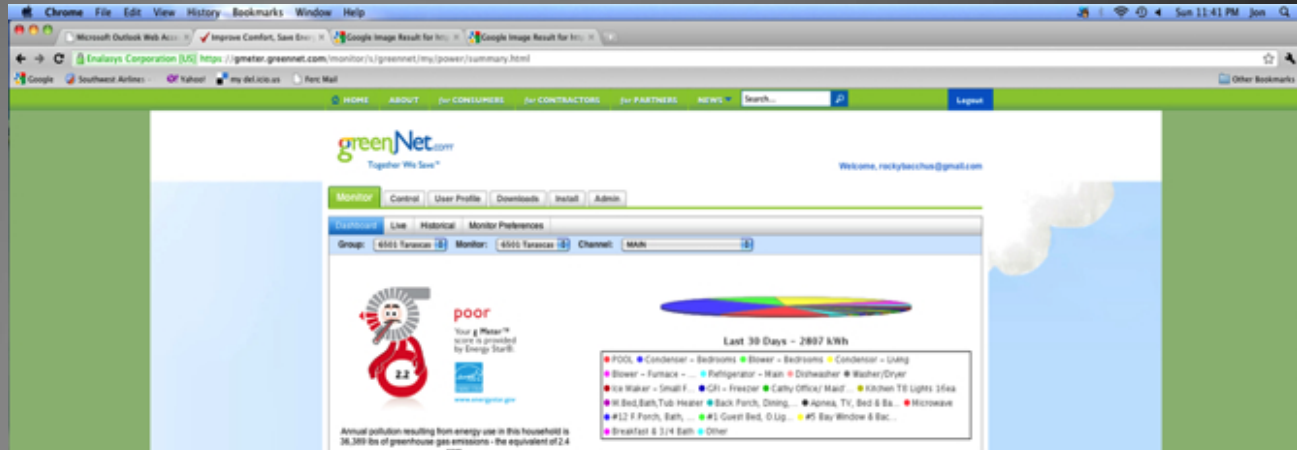 Chrome File Edit View History Bookmarks Window Help Sun 11:41 PM Jon
Microsoft Outlook Web Acce Improve Comfort, Save Energ Google Image Result for http Google Image Result for http
Enalasys Corporation [US] https://gmeter.greennet.com/monitor/s/greennet/my/power/summary.html
Google Southwest Airlines - Yahoo! my del.icio.us Ferc Mail Other Bookmarks
HOME ABOUT for CONSUMERS for CONTRACTORS for PARTNERS NEWS Search... Logout
greenNet.com
Together We Save™
Welcome, rockybacchus@gmail.com
Monitor Control User Profile Downloads Install Admin
Dashboard Live Historical Monitor Preferences
Group: 6501 Tarascas Monitor: 6501 Tarascas Channel: MAIN
poor
Your g Meter™
score is provided
by Energy Star®.
2.2
www.energystar.gov
Annual pollution resulting from energy use in this household is
36,389 lbs of greenhouse gas emissions - the equivalent of 2.4
Last 30 Days - 2807 kWh
POOL Condenser - Bedrooms Blower - Bedrooms Condensor - Living
Blower - Furnace - ... Refrigerator - Main Dishwasher Washer/Dryer
Ice Maker - Small F... GFI - Freezer Cathy Office/ Maid'... Kitchen T8 Lights 16ea
M.Bed,Bath,Tub Heater Back Porch, Dining,... Apnea, TV, Bed & Ba... Microwave
#12 F.Porch, Bath, ... #1 Guest Bed, O.Lig... #5 Bay Window & Bac...
Breakfast & 3/4 Bath Other